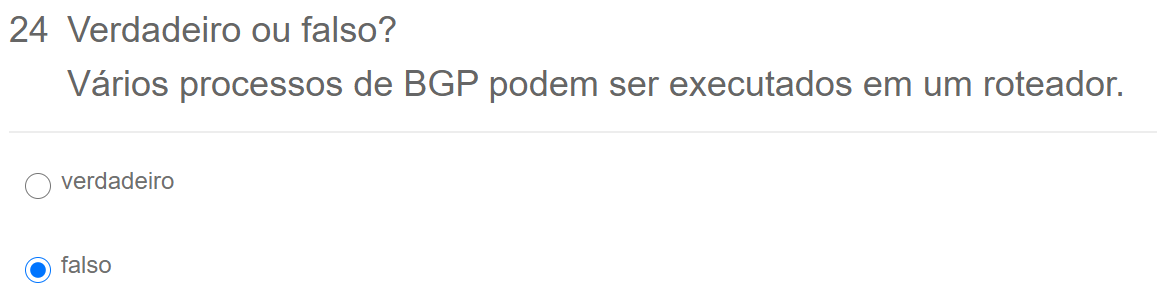 24 Verdadeiro ou falso?
Vários processos de BGP podem ser executados em um roteador.
verdadeiro
falso